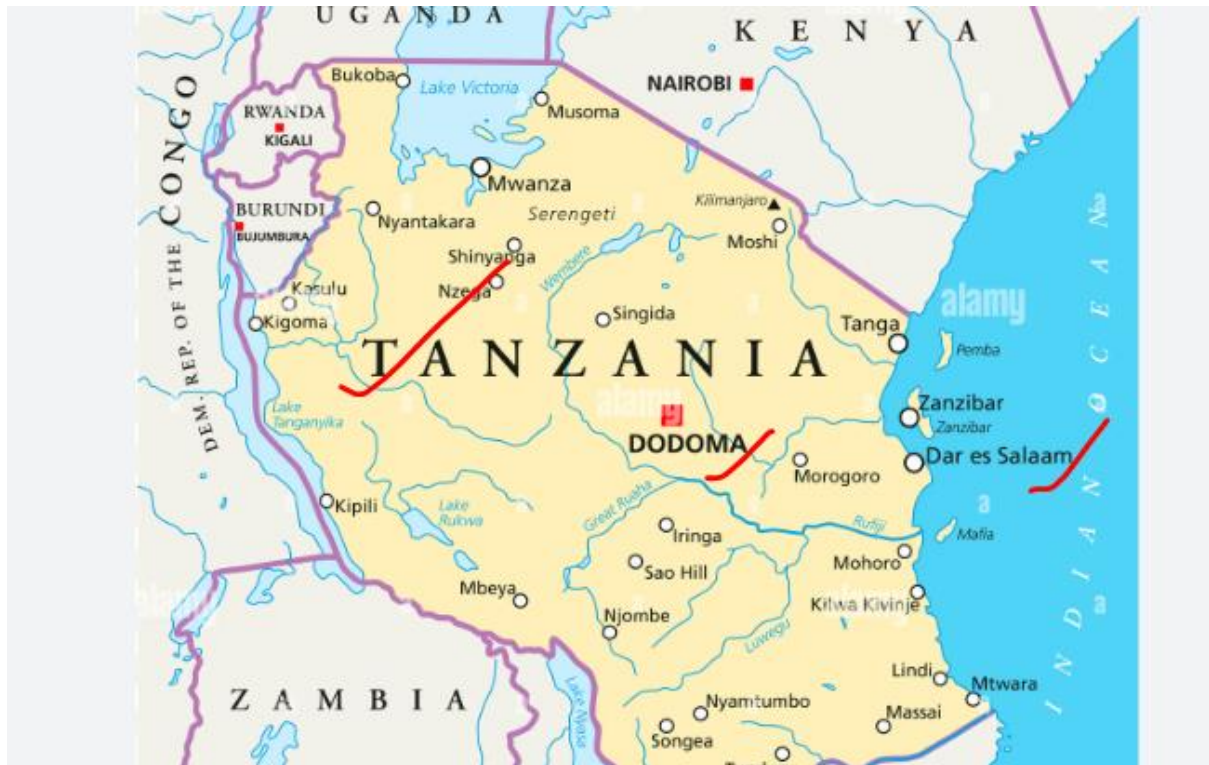 UGANDA
KENYA
Bukoba
Lake Victoria
NAIROBI
Musoma
RWANDA
KIGALI
DEM. REP. OF THE CONGO
Mwanza
Kilimanjaro
BURUNDI
Nyantakara
Serengeti
BUJUMBURA
Moshi
Shinyanga
Wembere
Kasulu
Nzega
alamy
Kigoma
Singida
Tanga
TANZANIA
Pemba
alamy
Lake
Tanganyika
Zanzibar
Zanzibar
DODOMA
Dar es Salaam
Morogoro
INDIAN OCEAN
Kipili
Lake
Rukwa
Great Ruaha
Rufiji
Iringa
Mafia
Mohoro
Sao Hill
Mbeya
Kilwa Kivinje
alamy
alamy
Njombe
Luwegu
Lindi
Mtwara
ZAMBIA
Lake Nyasa
Nyamtumbo
Massai
Songea